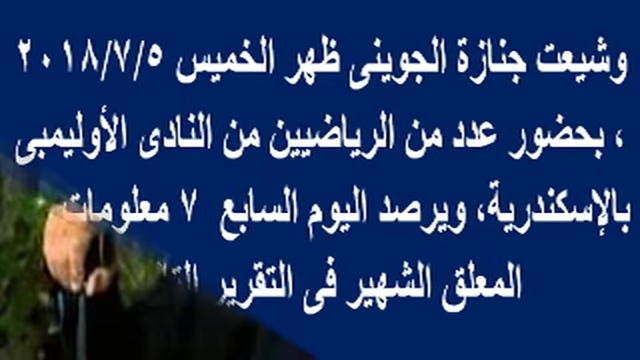 وشيعت جنازة الجوينى ظهر الخميس ٢٠١٨/٧/٥
، بحضور عدد من الرياضيين من النادى الأوليمبى
بالإسكندرية، ويرصد اليوم السابع ٧ معلومات
المعلق الشهير فى التقرير